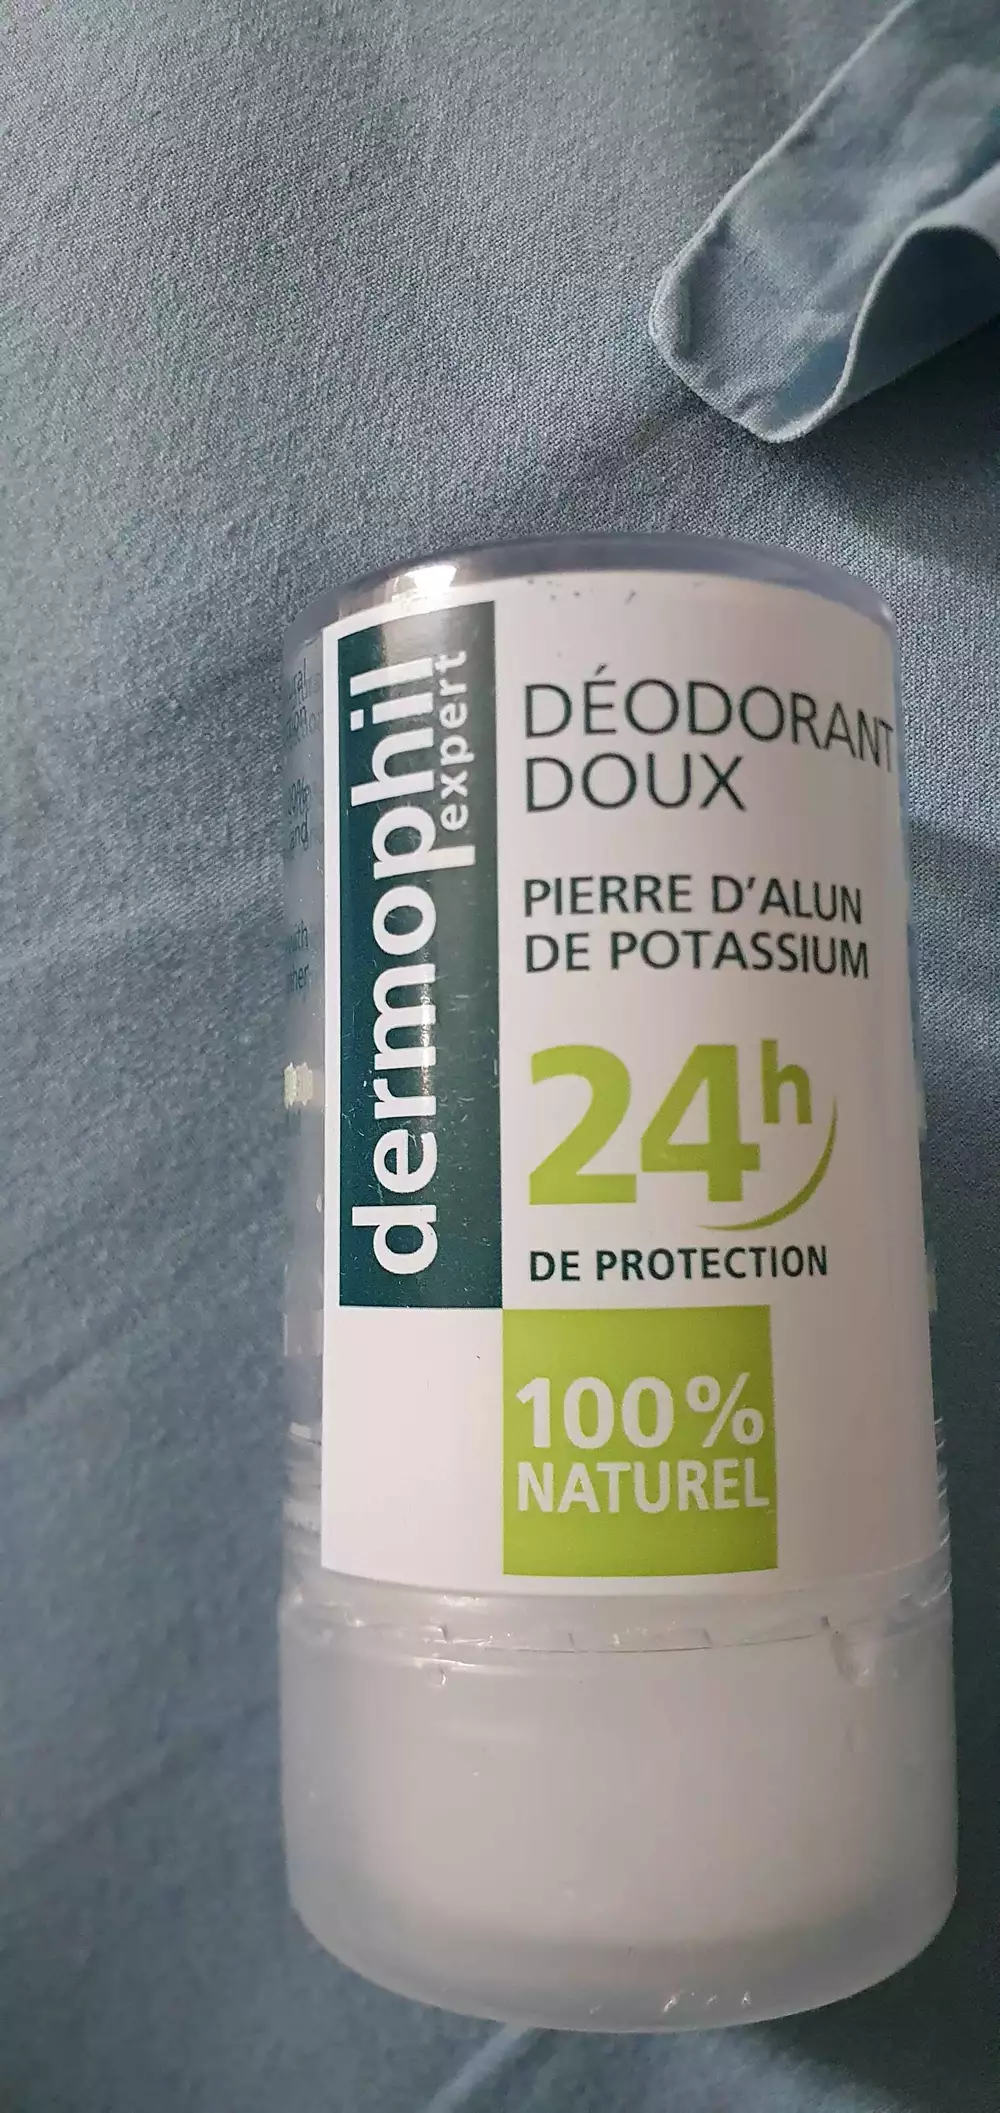 dermophil
expert
DÉODORANT
DOUX
PIERRE D'ALUN
DE POTASSIUM
24h
DE PROTECTION
100%
NATUREL